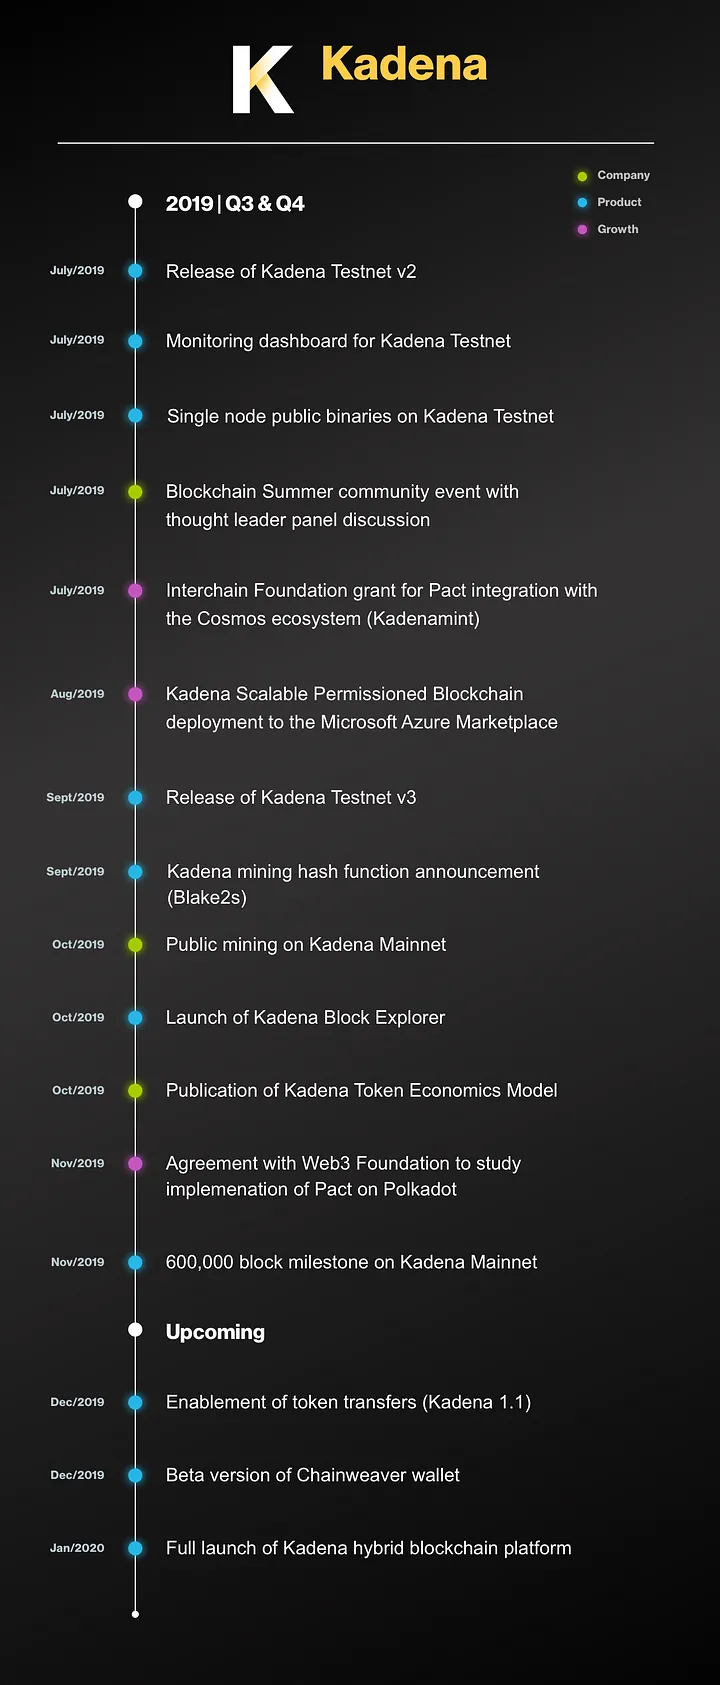 K Kadena
Company
2019 | Q3 & Q4
Product
Growth
July/2019 Release of Kadena Testnet v2
July/2019 Monitoring dashboard for Kadena Testnet
July/2019 Single node public binaries on Kadena Testnet
July/2019 Blockchain Summer community event with
thought leader panel discussion
July/2019 Interchain Foundation grant for Pact integration with
the Cosmos ecosystem (Kadenamint)
Aug/2019 Kadena Scalable Permissioned Blockchain
deployment to the Microsoft Azure Marketplace
Sept/2019 Release of Kadena Testnet v3
Sept/2019 Kadena mining hash function announcement
(Blake2s)
Oct/2019 Public mining on Kadena Mainnet
Oct/2019 Launch of Kadena Block Explorer
Oct/2019 Publication of Kadena Token Economics Model
Nov/2019 Agreement with Web3 Foundation to study
implemenation of Pact on Polkadot
Nov/2019 600,000 block milestone on Kadena Mainnet
Upcoming
Dec/2019 Enablement of token transfers (Kadena 1.1)
Dec/2019 Beta version of Chainweaver wallet
Jan/2020 Full launch of Kadena hybrid blockchain platform